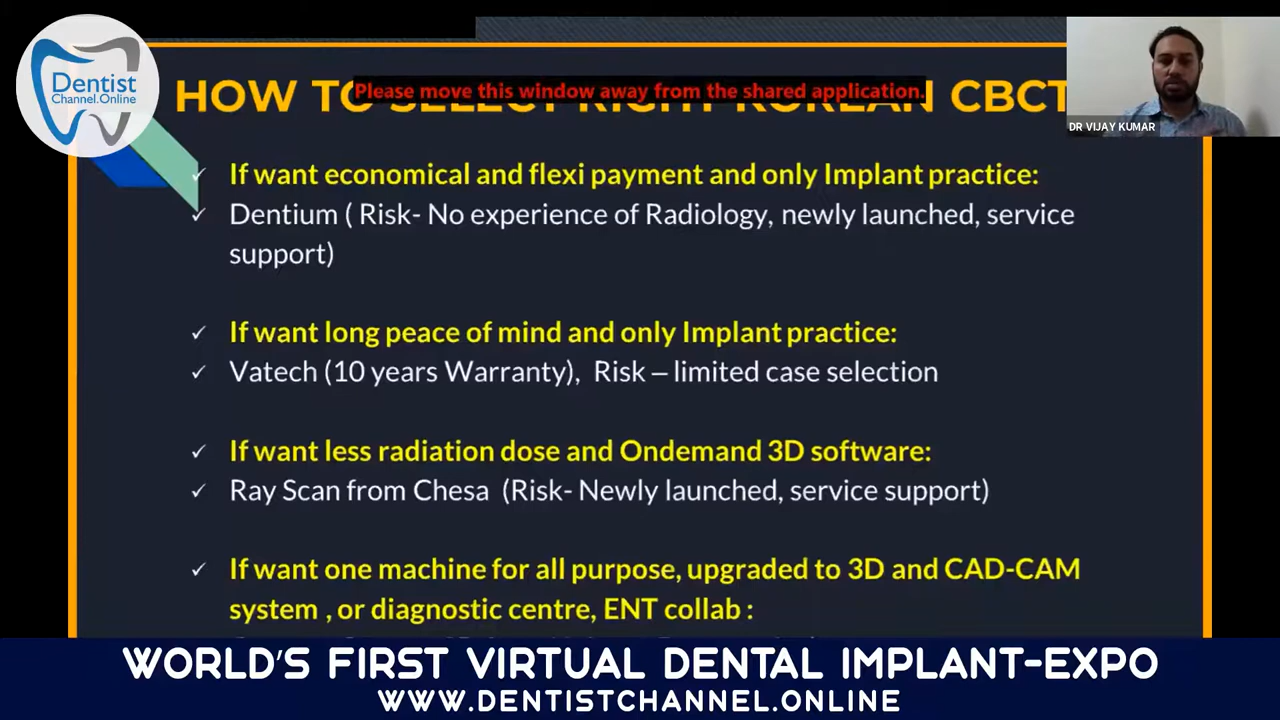 Dentist
Channel.Online
HOW TO SELECT RIGHT KOREAN CBCT
Please move this window away from the shared application.
DR VIJAY KUMAR
✓ If want economical and flexi payment and only Implant practice:
✓ Dentium ( Risk- No experience of Radiology, newly launched, service
support)
✓ If want long peace of mind and only Implant practice:
✓ Vatech (10 years Warranty), Risk – limited case selection
✓ If want less radiation dose and Ondemand 3D software:
✓ Ray Scan from Chesa (Risk- Newly launched, service support)
✓ If want one machine for all purpose, upgraded to 3D and CAD-CAM
system , or diagnostic centre, ENT collab :
WORLD'S FIRST VIRTUAL DENTAL IMPLANT-EXPO
WWW.DENTISTCHANNEL.ONLINE